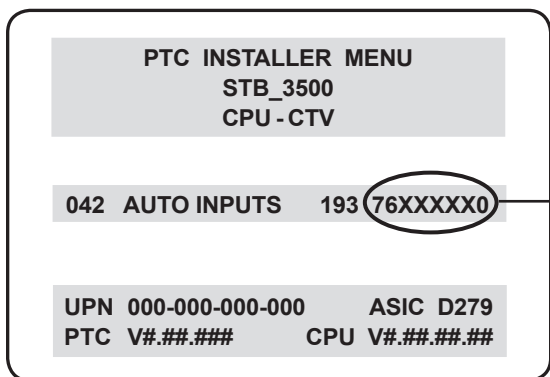 PTC INSTALLER MENU
STB_3500
CPU - CTV
042 AUTO INPUTS 193 76XXXXX0
UPN 000-000-000-000 ASIC D279
PTC V#.##.### CPU V#.##.##.##